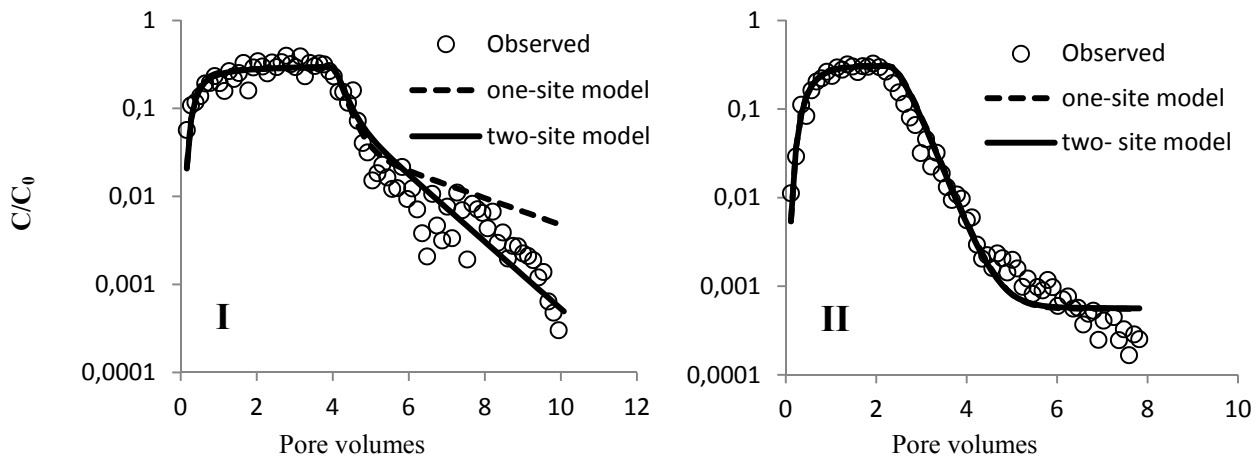 C/C₀
1
0,1
0,01
0,001
0,0001
0 2 4 6 8 10 12
Pore volumes
Observed
one-site model
two-site model
I
1
0,1
0,01
0,001
0,0001
0 2 4 6 8 10
Pore volumes
Observed
one-site model
two- site model
II